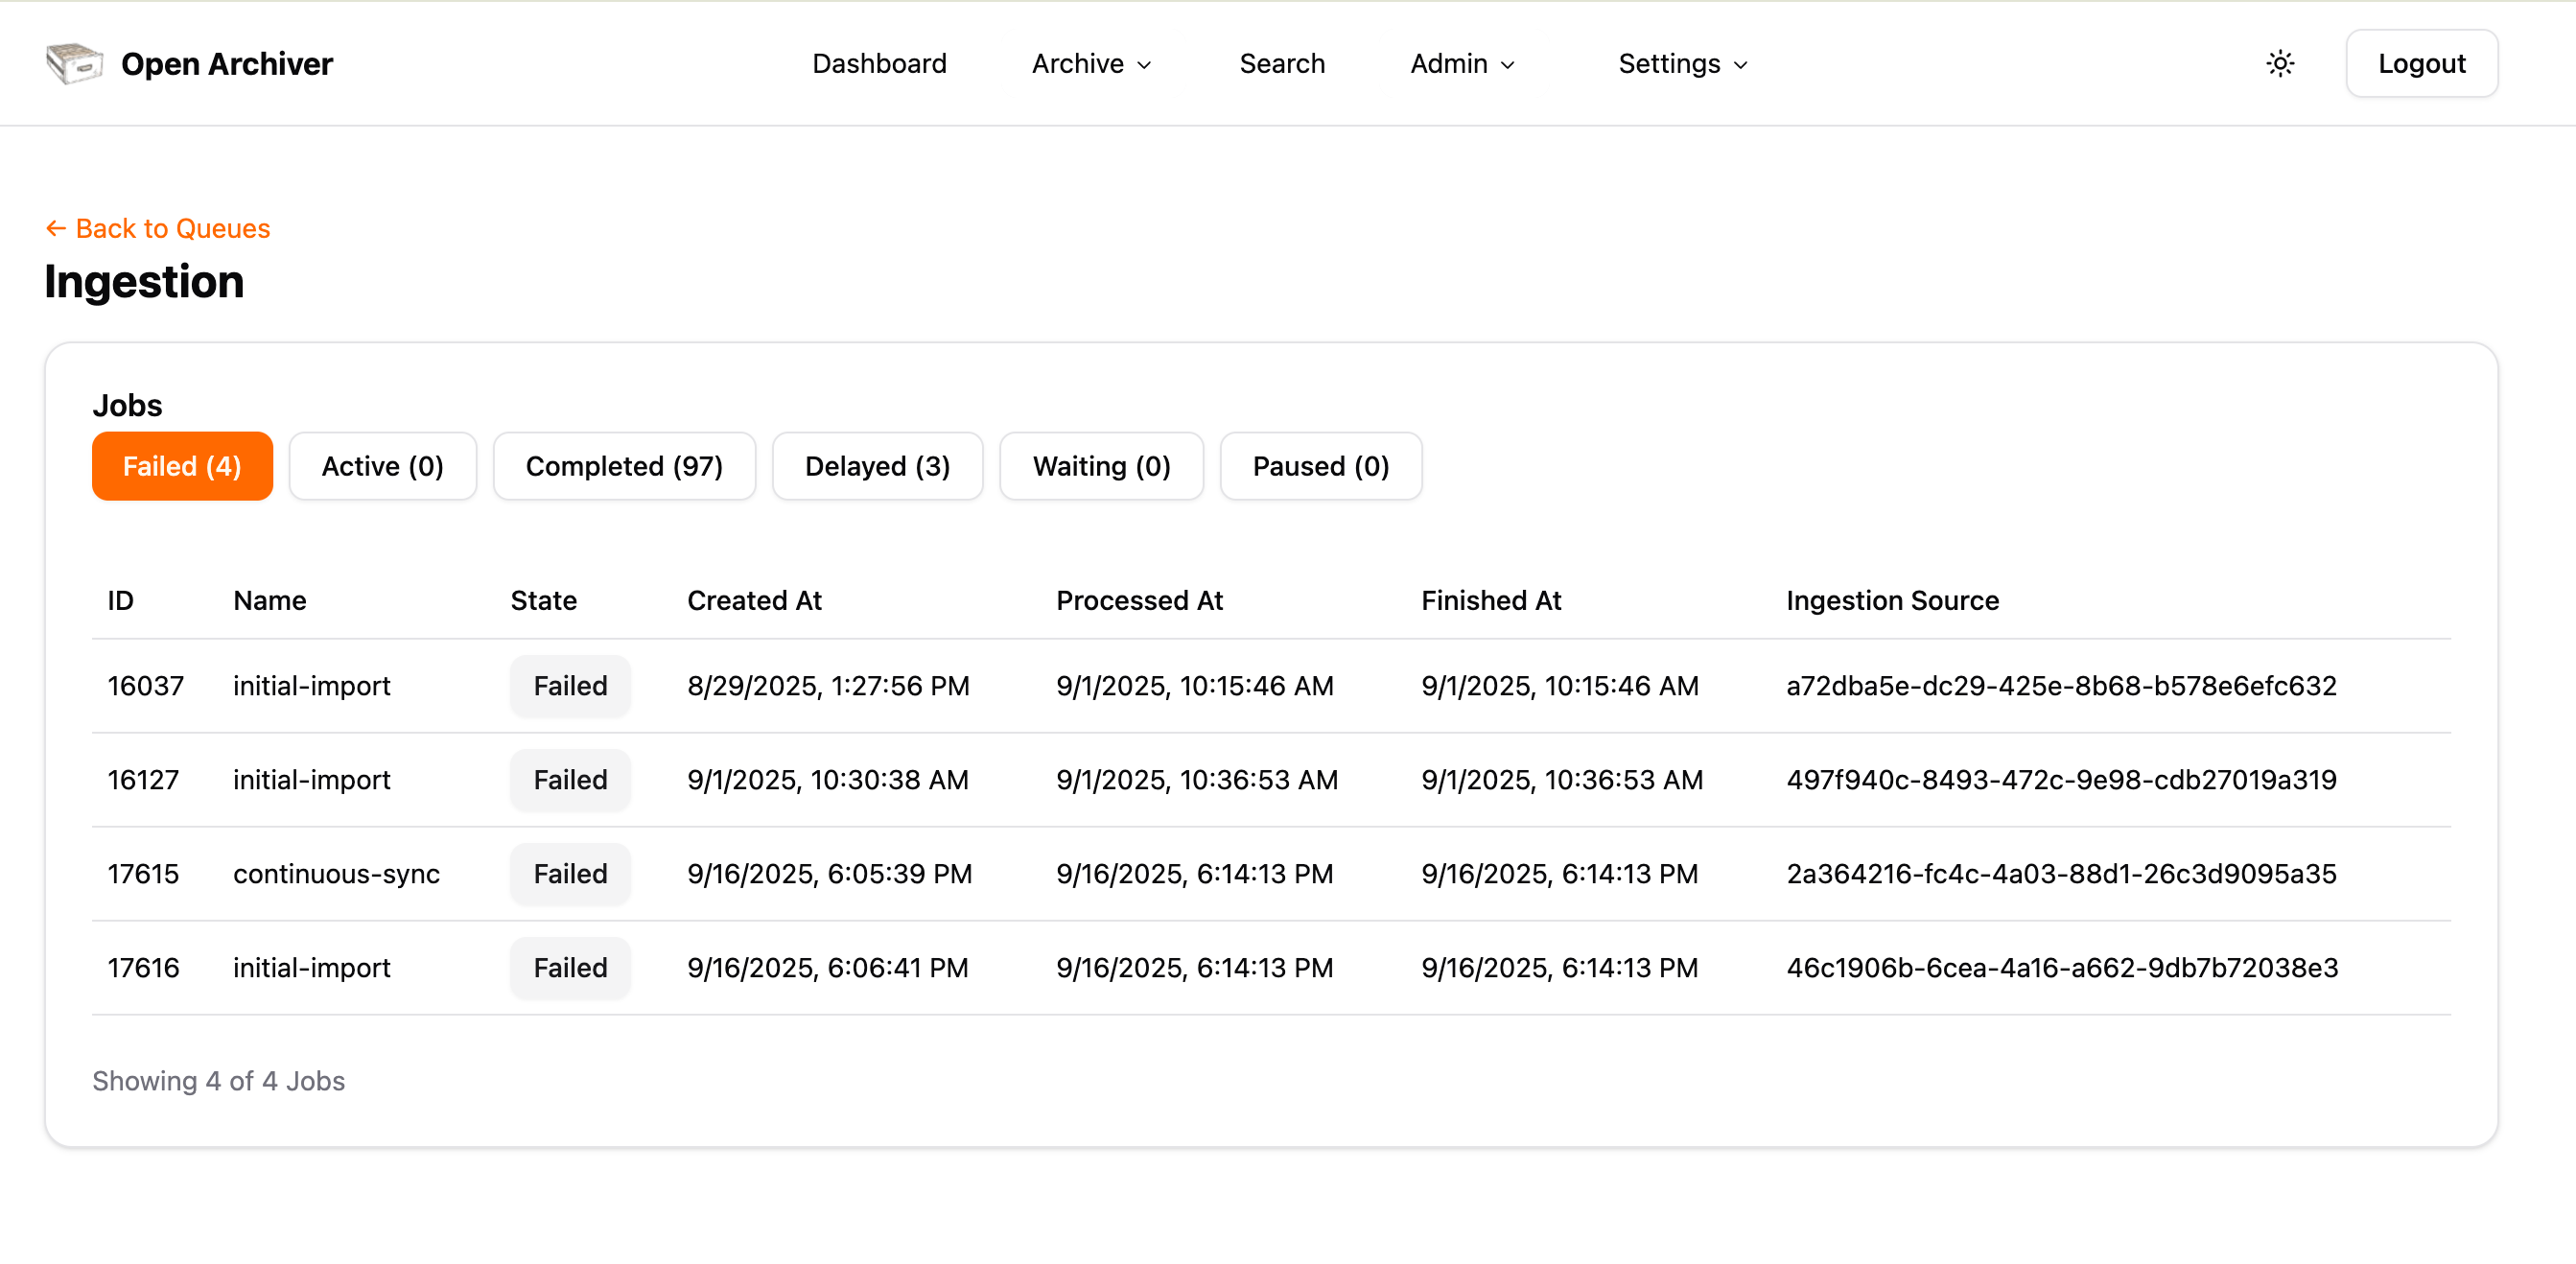 Open Archiver Dashboard Archive Search Admin Settings Logout
← Back to Queues
Ingestion
Jobs
Failed (4) Active (0) Completed (97) Delayed (3) Waiting (0) Paused (0)
ID Name State Created At Processed At Finished At Ingestion Source
16037 initial-import Failed 8/29/2025, 1:27:56 PM 9/1/2025, 10:15:46 AM 9/1/2025, 10:15:46 AM a72dba5e-dc29-425e-8b68-b578e6efc632
16127 initial-import Failed 9/1/2025, 10:30:38 AM 9/1/2025, 10:36:53 AM 9/1/2025, 10:36:53 AM 497f940c-8493-472c-9e98-cdb27019a319
17615 continuous-sync Failed 9/16/2025, 6:05:39 PM 9/16/2025, 6:14:13 PM 9/16/2025, 6:14:13 PM 2a364216-fc4c-4a03-88d1-26c3d9095a35
17616 initial-import Failed 9/16/2025, 6:06:41 PM 9/16/2025, 6:14:13 PM 9/16/2025, 6:14:13 PM 46c1906b-6cea-4a16-a662-9db7b72038e3
Showing 4 of 4 Jobs